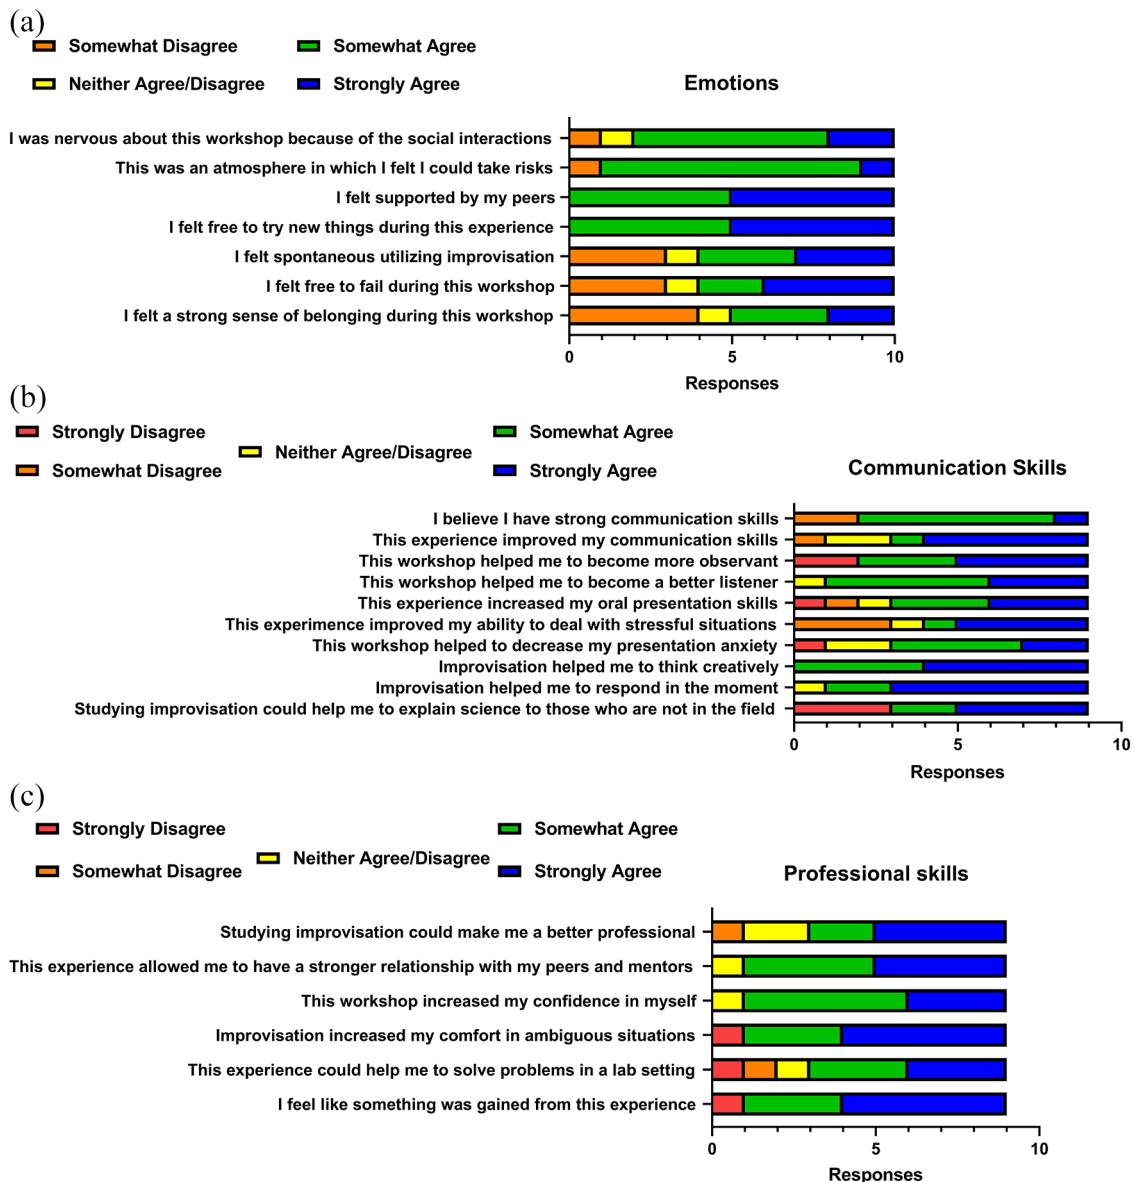 (a)
Somewhat Disagree
Somewhat Agree
Neither Agree/Disagree
Strongly Agree
Emotions
I was nervous about this workshop because of the social interactions
This was an atmosphere in which I felt I could take risks
I felt supported by my peers
I felt free to try new things during this experience
I felt spontaneous utilizing improvisation
I felt free to fail during this workshop
I felt a strong sense of belonging during this workshop
0 5 10
Responses
(b)
Strongly Disagree
Somewhat Agree
Neither Agree/Disagree
Somewhat Disagree
Strongly Agree
Communication Skills
I believe I have strong communication skills
This experience improved my communication skills
This workshop helped me to become more observant
This workshop helped me to become a better listener
This experience increased my oral presentation skills
This experimence improved my ability to deal with stressful situations
This workshop helped to decrease my presentation anxiety
Improvisation helped me to think creatively
Improvisation helped me to respond in the moment
Studying improvisation could help me to explain science to those who are not in the field
0 5 10
Responses
(c)
Strongly Disagree
Somewhat Agree
Neither Agree/Disagree
Somewhat Disagree
Strongly Agree
Professional skills
Studying improvisation could make me a better professional
This experience allowed me to have a stronger relationship with my peers and mentors
This workshop increased my confidence in myself
Improvisation increased my comfort in ambiguous situations
This experience could help me to solve problems in a lab setting
I feel like something was gained from this experience
0 5 10
Responses